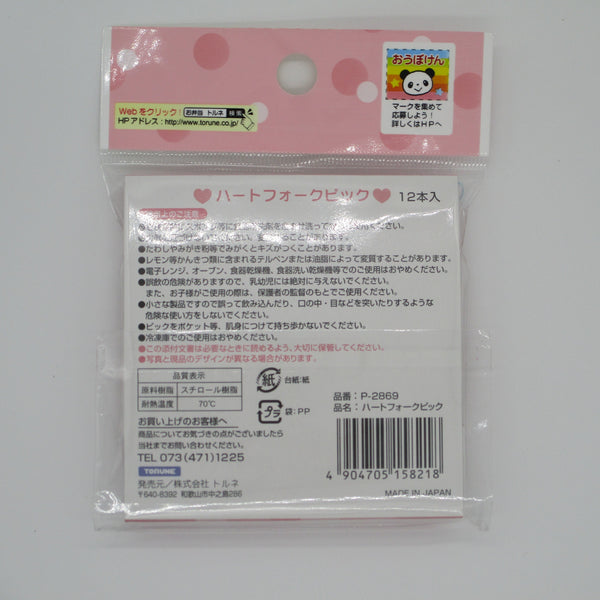 Webをクリック! お弁当 トルネ 検索
HPアドレス：http://www.torune.co.jp/
おうぼけん
マークを集めて
応募しよう!
詳しくはHPへ
ハートフォークピック 12本入
●たわしやみがき粉等でみがくとキズがつくことがあります。
●レモン等かんきつ類に含まれるテルペンまたは油脂によって変質することがあります。
●電子レンジ、オーブン、食器乾燥機、食器洗い乾燥機等でのご使用はおやめください。
●誤飲の危険がありますので、乳幼児には絶対に与えないでください。
また、お子様がご使用の際は、保護者の監督のもとでご使用ください。
●小さな製品ですので誤って飲み込んだり、口の中・目などを突いたりするような
危険な使い方をしないでください。
●ピックをポケット等、肌身につけて持ち歩かないでください。
●冷凍庫でのご使用はおやめください。
●この添付文書は必要なときに読めるよう、大切に保管してください。
●写真と現品のデザインが異なる場合があります。
品質表示
原料樹脂 スチロール樹脂
耐熱温度 70℃
紙 台紙:紙
プラ 袋:PP
お買い上げのお客様へ
商品についてお気づきの点がございましたら
当社までお問い合わせください。
TEL 073(471)1225
TORUNE
発売元/株式会社 トルネ
〒640-8392 和歌山市中之島286
品番:P-2869
品名:ハートフォークピック
4 904705 158218
MADE IN JAPAN